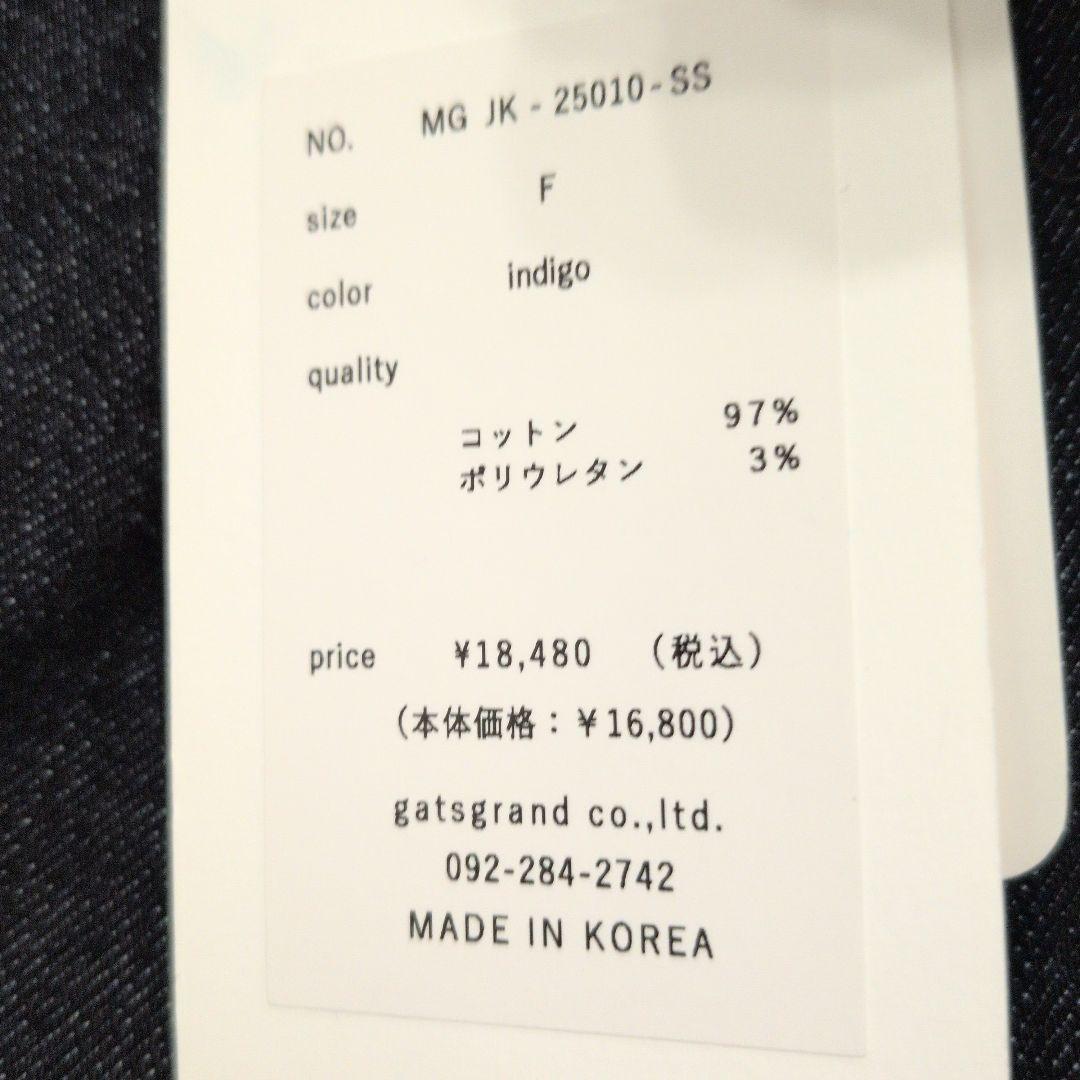 NO. MG JK - 25010-SS
size F
color indigo
quality
コットン 97%
ポリウレタン 3%
price ¥18,480 (税込)
(本体価格：¥16,800)
gatsgrand co.,ltd.
092-284-2742
MADE IN KOREA